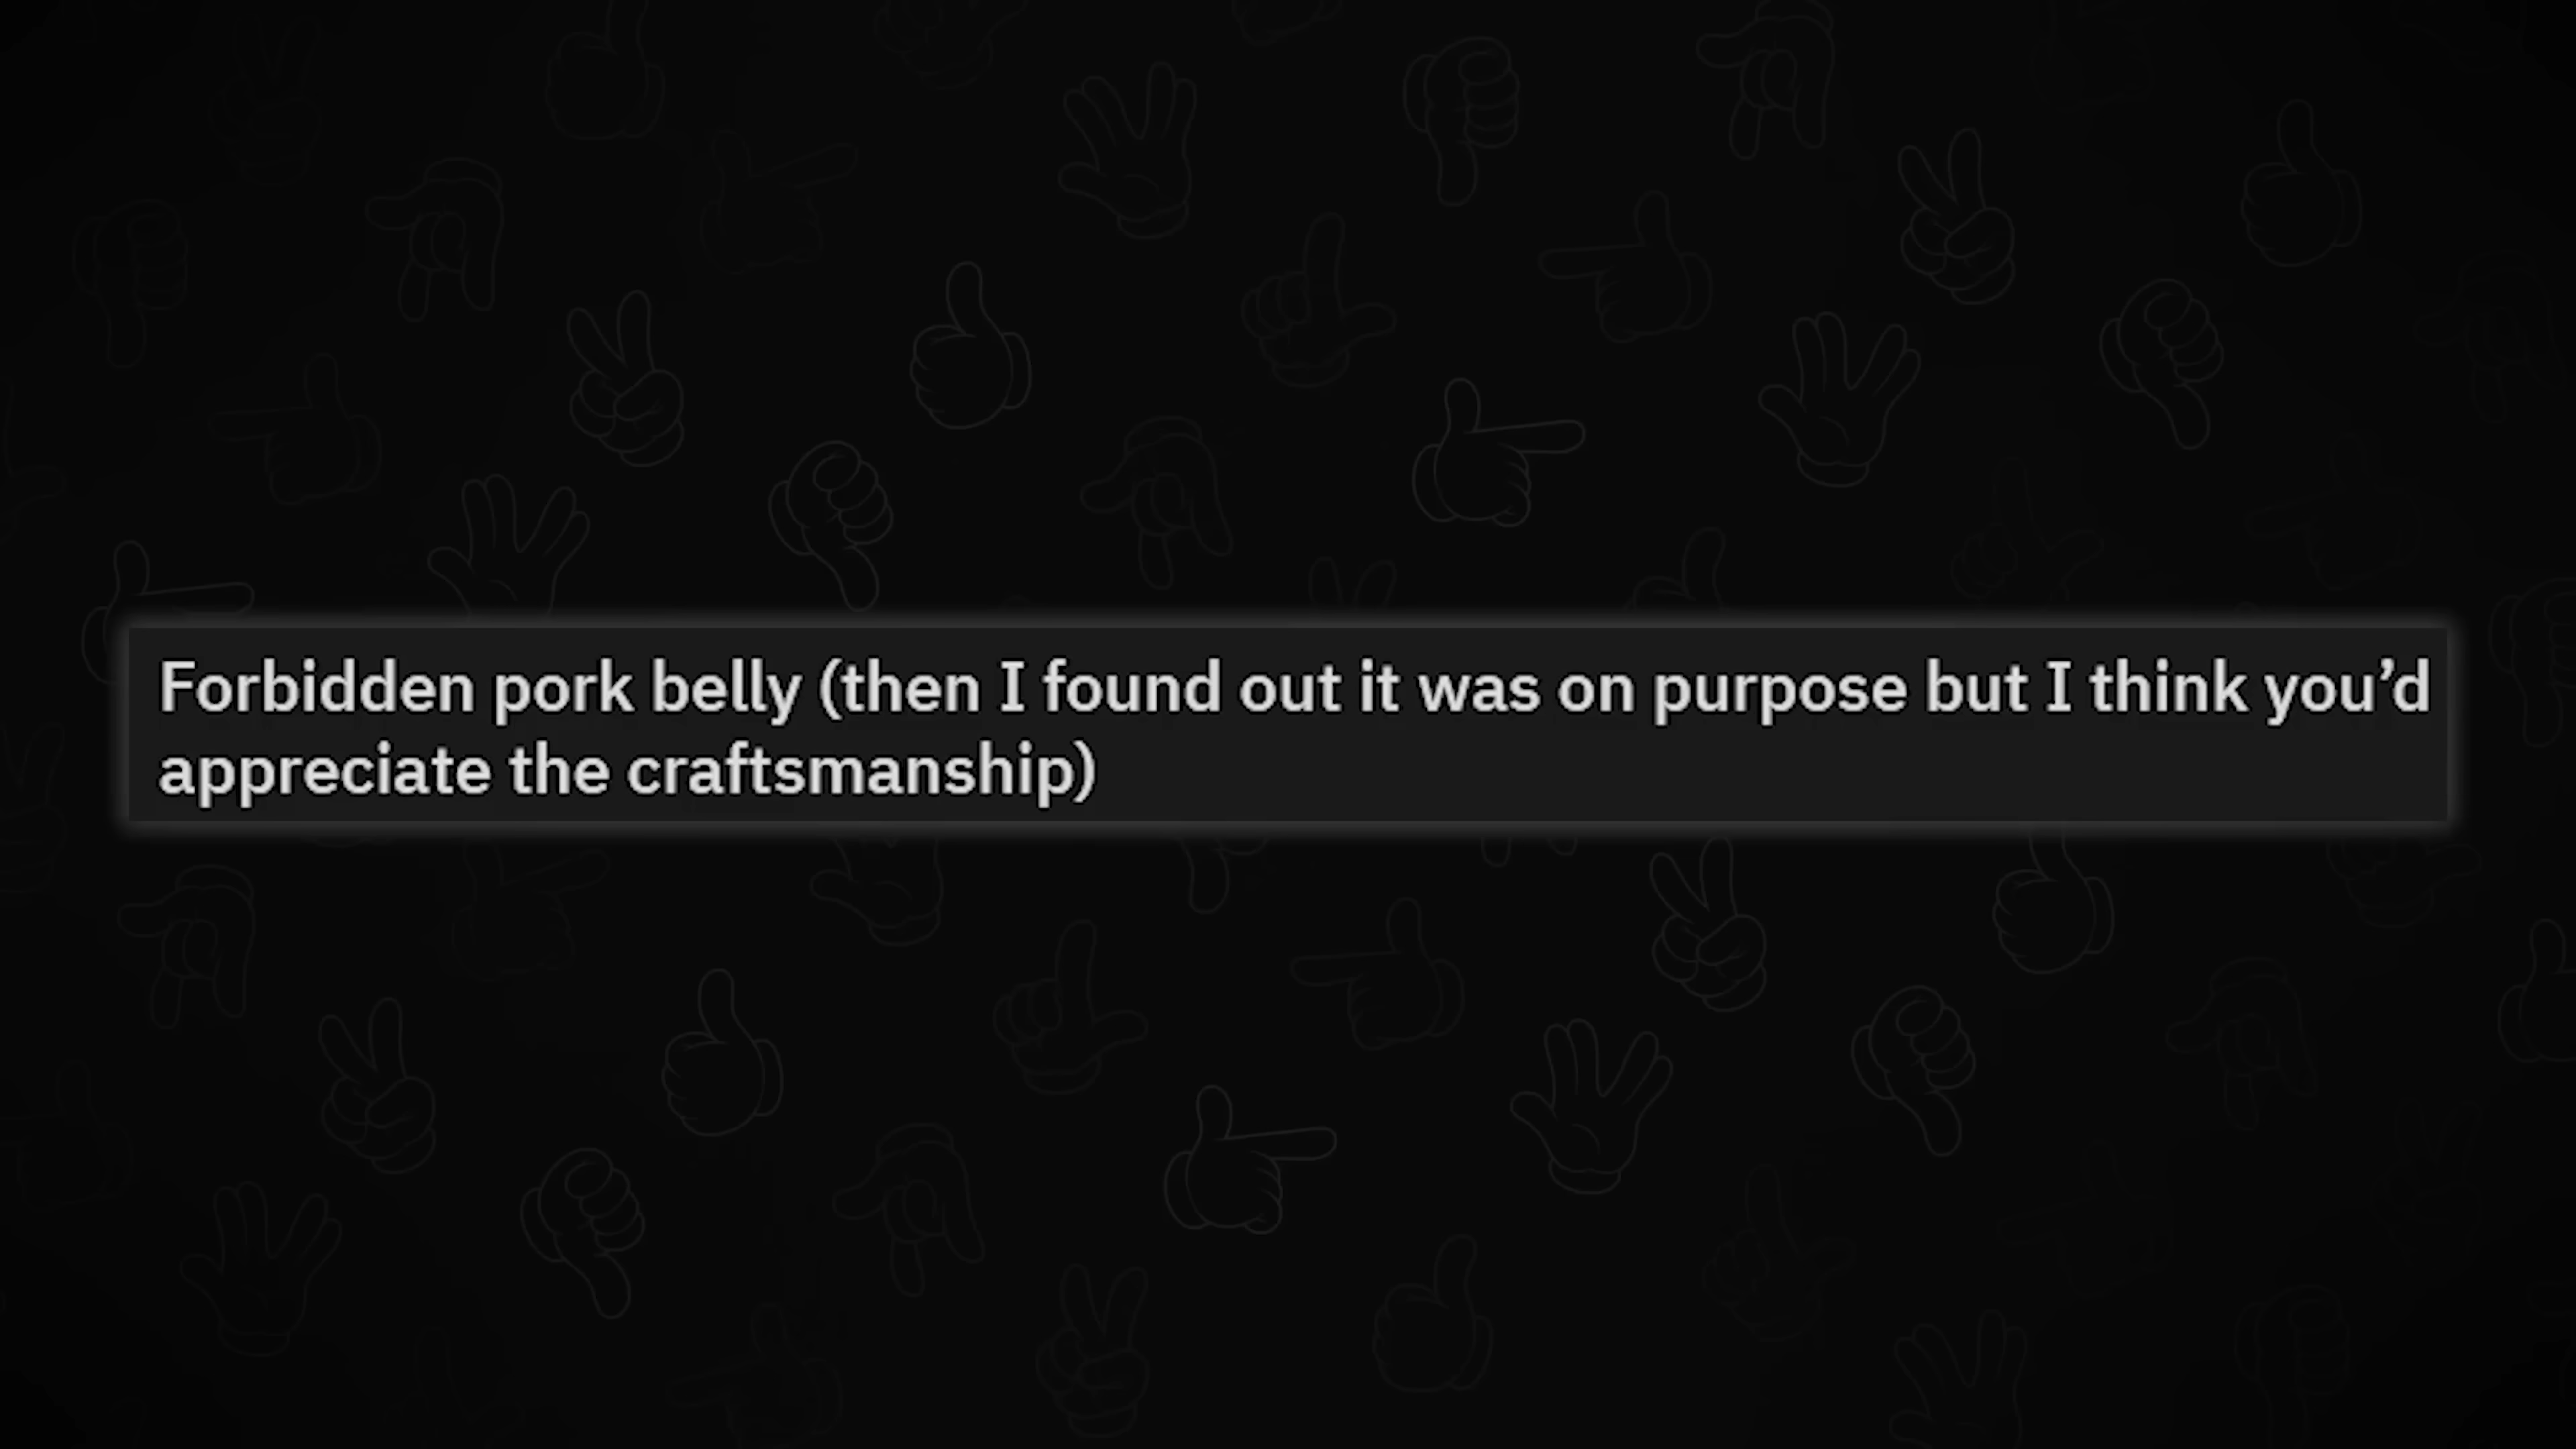 Forbidden pork belly (then I found out it was on purpose but I think you’d
appreciate the craftsmanship)